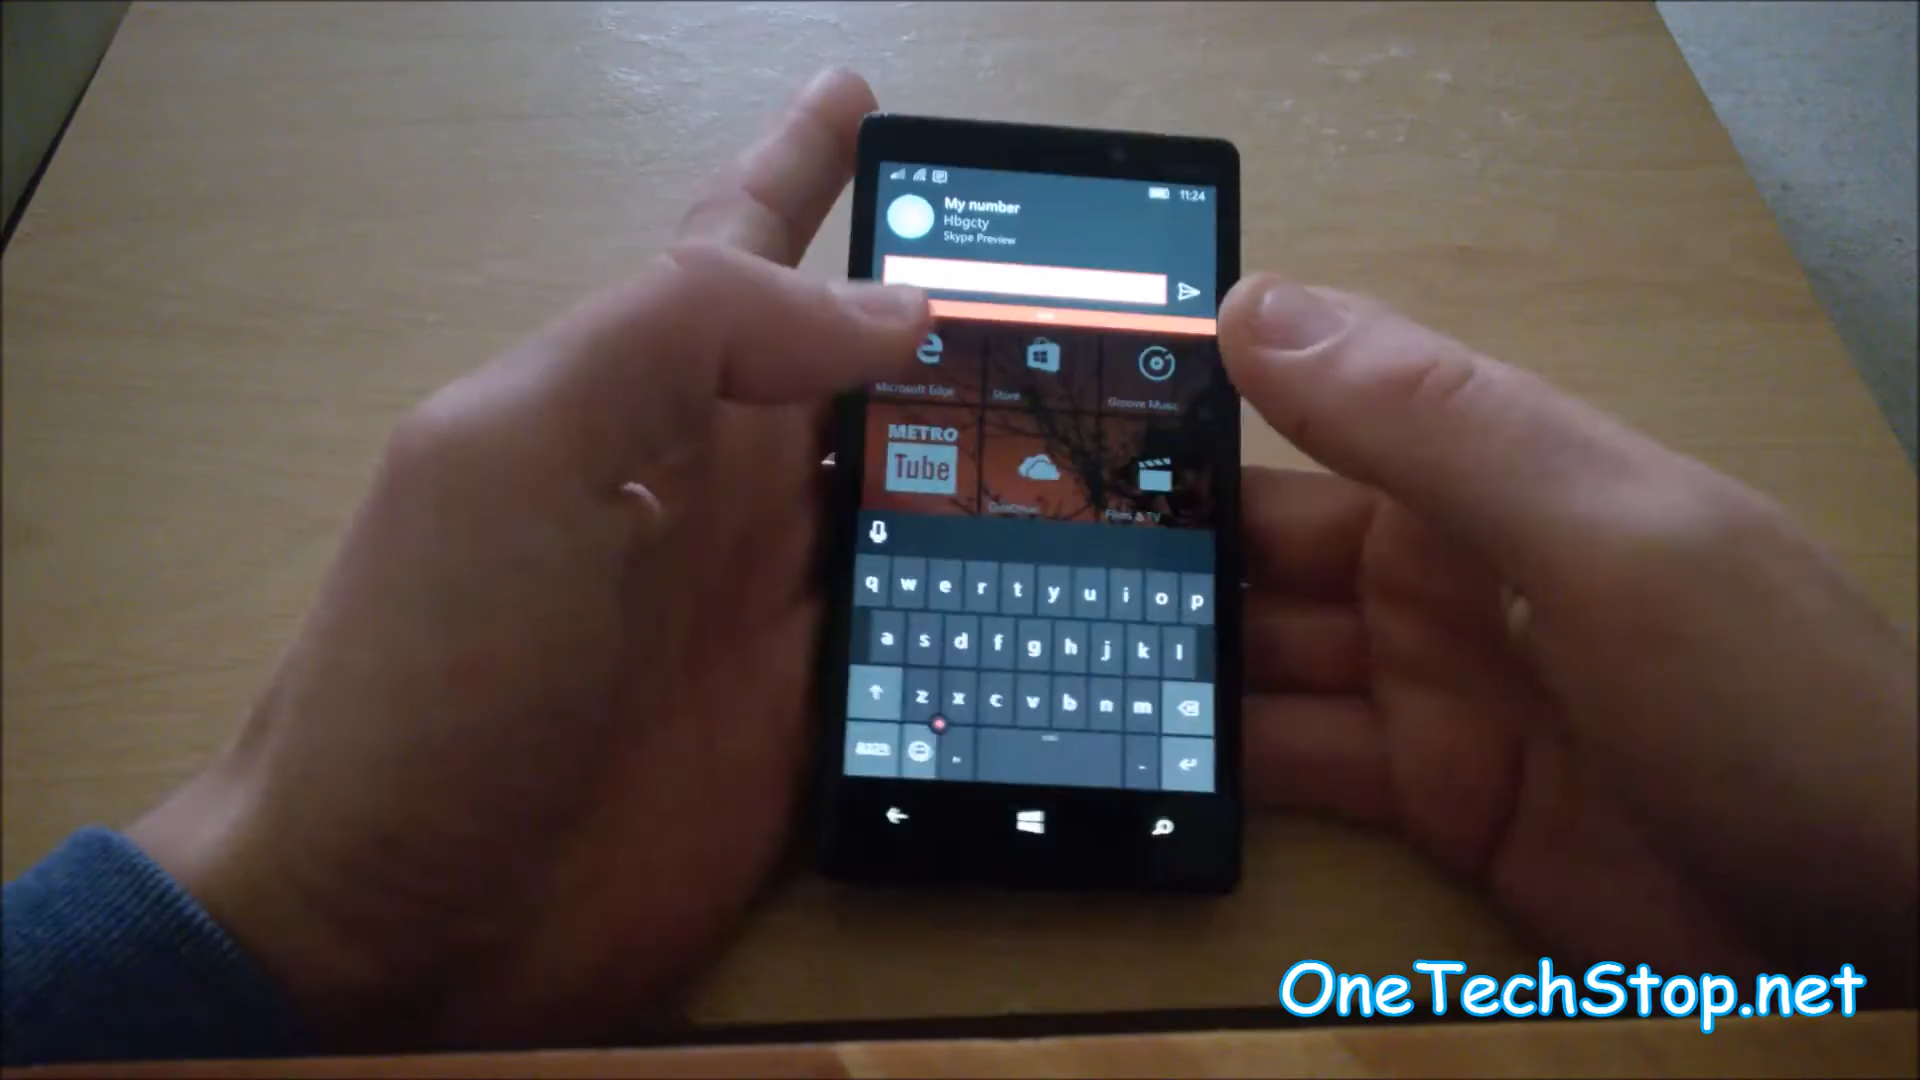 11:24
My number
Hbgcty
Skype Preview
Microsoft Edge
Store
Groove Music
METRO
Tube
OneDrive
Films & TV
q w e r t y u i o p
a s d f g h j k l
z x c v b n m
&123
OneTechStop.net